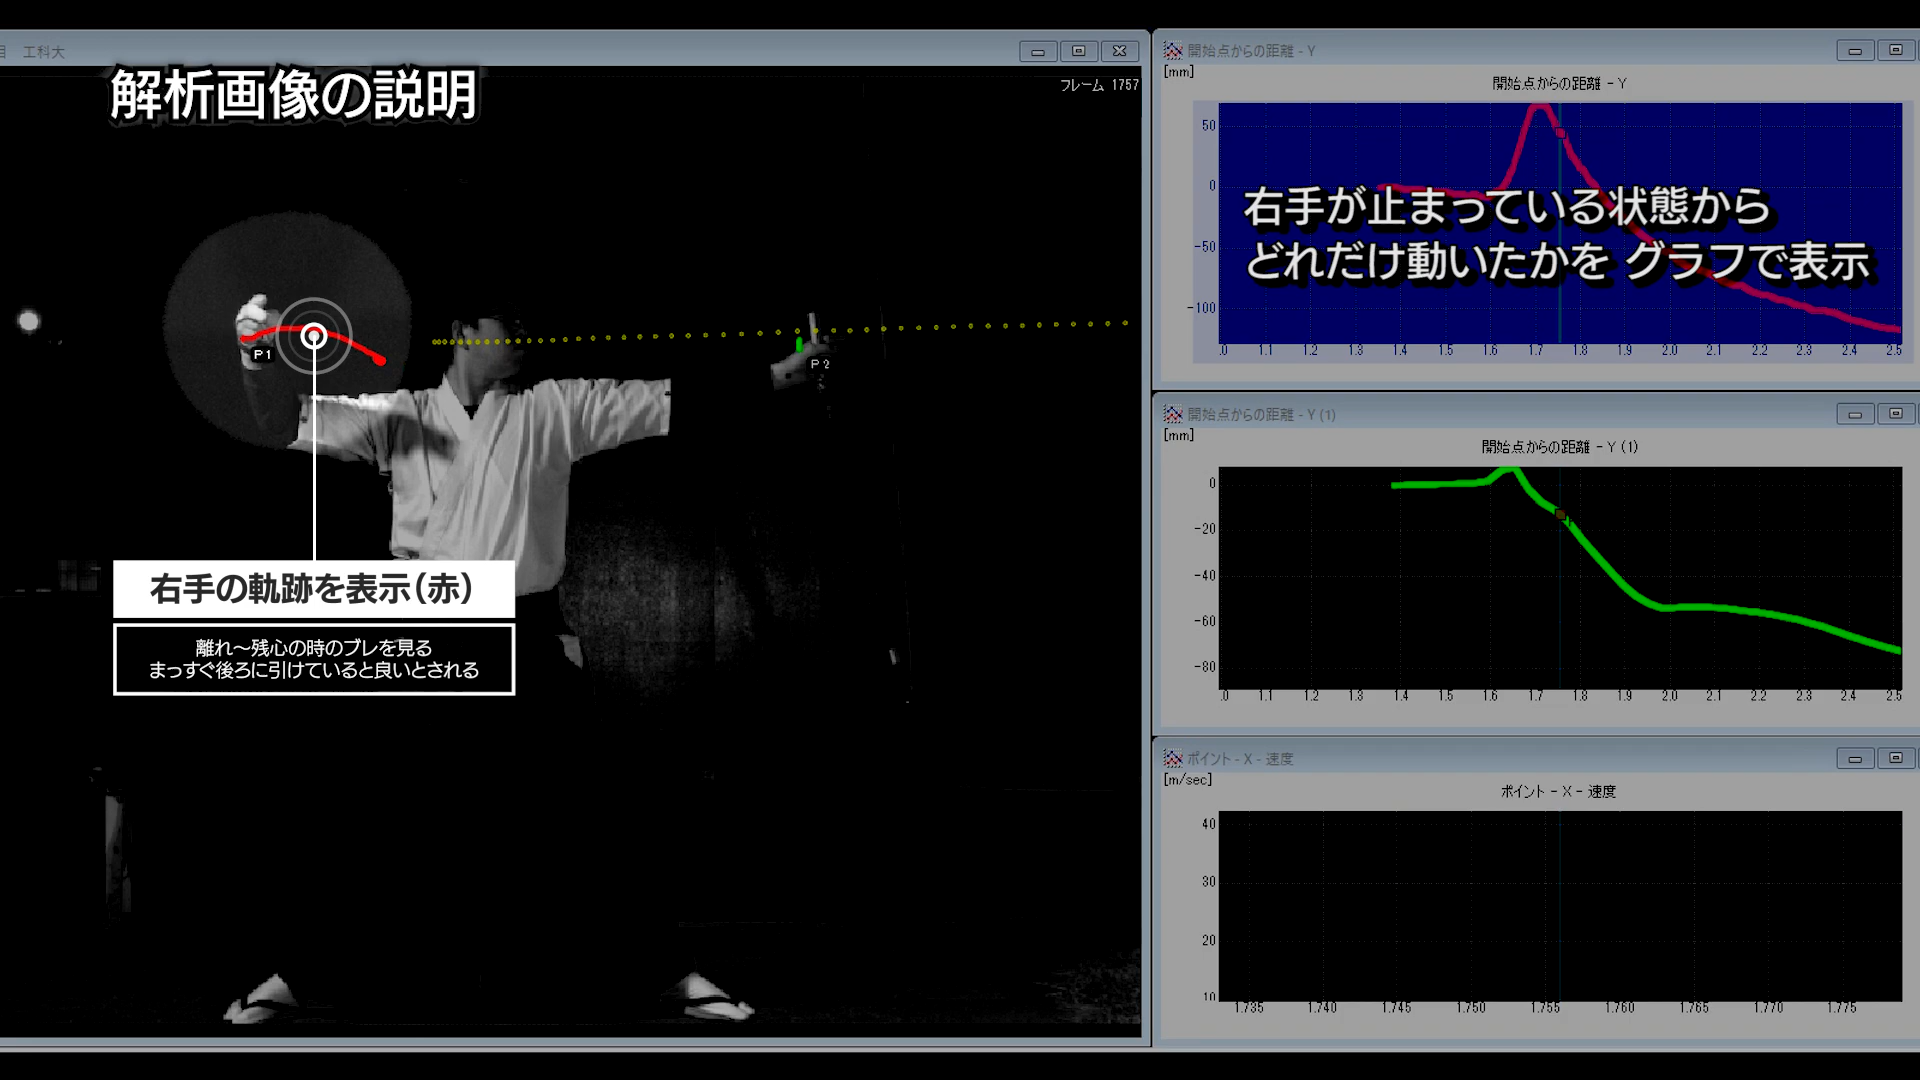 工科大
解析画像の説明
フレーム 1757
P1
P2
右手の軌跡を表示(赤)
離れ～残心の時のブレを見る
まっすぐ後ろに引けていると良いとされる
開始点からの距離 - Y
[mm]
開始点からの距離 - Y
50
0
-50
-100
.0 1.1 1.2 1.3 1.4 1.5 1.6 1.7 1.8 1.9 2.0 2.1 2.2 2.3 2.4 2.5
右手が止まっている状態から
どれだけ動いたかを グラフで表示
開始点からの距離 - Y (1)
[mm]
開始点からの距離 - Y (1)
0
-20
-40
-60
-80
.0 1.1 1.2 1.3 1.4 1.5 1.6 1.7 1.8 1.9 2.0 2.1 2.2 2.3 2.4 2.5
ポイント - X - 速度
[m/sec]
ポイント - X - 速度
40
30
20
10
1.735 1.740 1.745 1.750 1.755 1.760 1.765 1.770 1.775